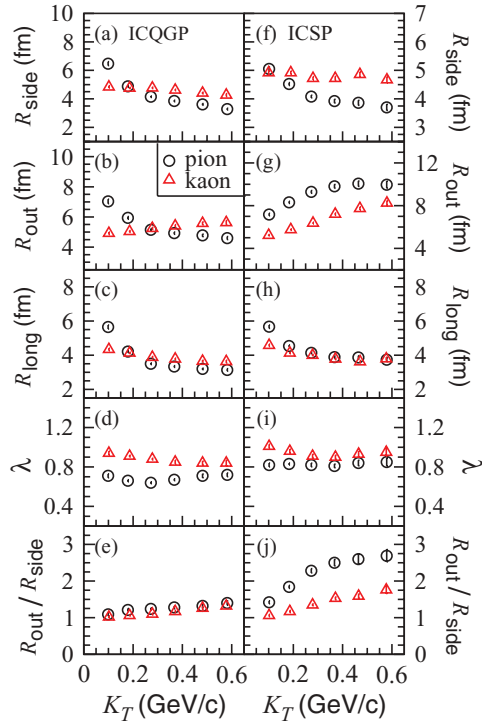 10
(a) ICQGP
(f) ICSP
7
8
6
6
5
4
4
3
R_side (fm)
R_side (fm)
10
(b)
pion
kaon
(g)
12
8
6
8
4
4
R_out (fm)
R_out (fm)
8
(c)
(h)
8
6
6
4
4
2
2
R_long (fm)
R_long (fm)
1.2
(d)
(i)
1.2
0.8
0.8
0.4
0.4
λ
λ
3
(e)
(j)
3
2
2
1
1
0
0
R_out / R_side
R_out / R_side
0 0.2 0.4 0.6 0.2 0.4 0.6
K_T (GeV/c) K_T (GeV/c)